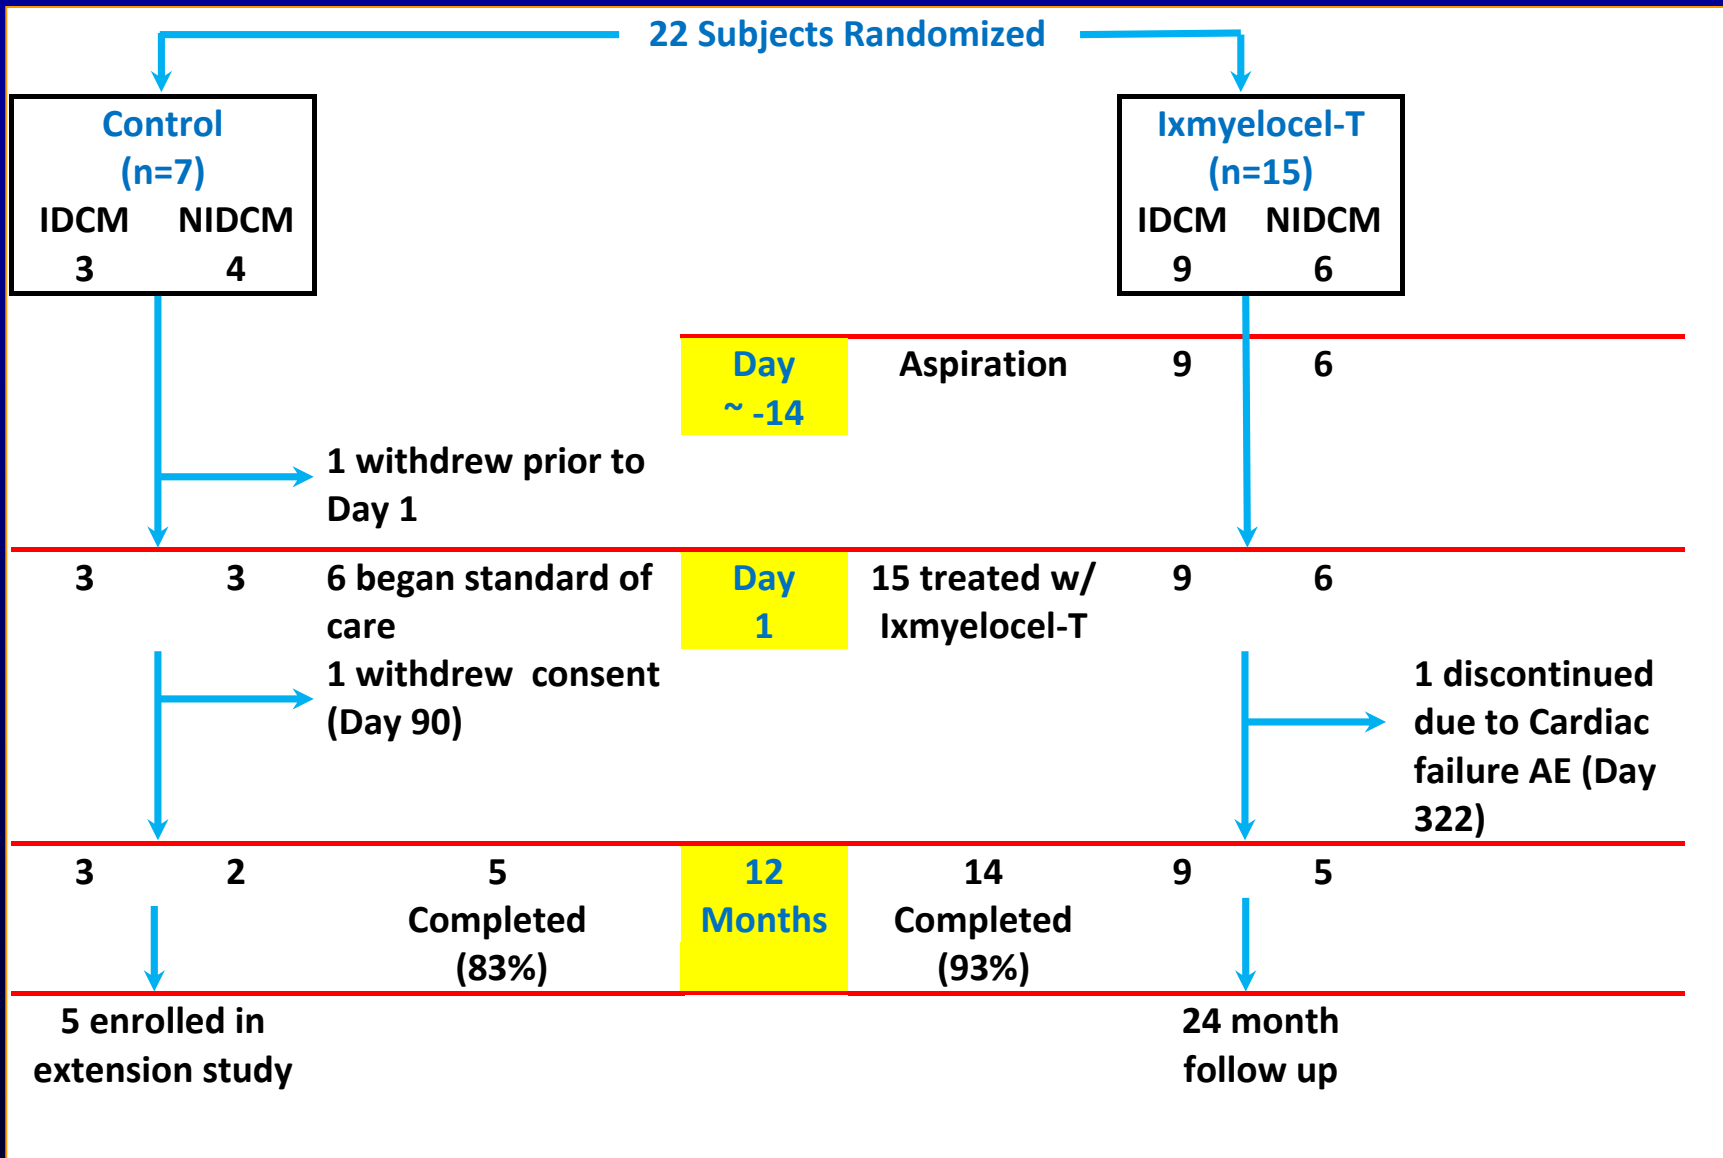 22 Subjects Randomized
Control
(n=7)
IDCM NIDCM
3 4
Ixmyelocel-T
(n=15)
IDCM NIDCM
9 6
Day
~ -14
Aspiration 9 6
1 withdrew prior to
Day 1
3 3 6 began standard of
care
Day
1
15 treated w/
Ixmyelocel-T
9 6
1 withdrew consent
(Day 90)
1 discontinued
due to Cardiac
failure AE (Day
322)
3 2 5
Completed
(83%)
12
Months
14
Completed
(93%)
9 5
5 enrolled in
extension study
24 month
follow up